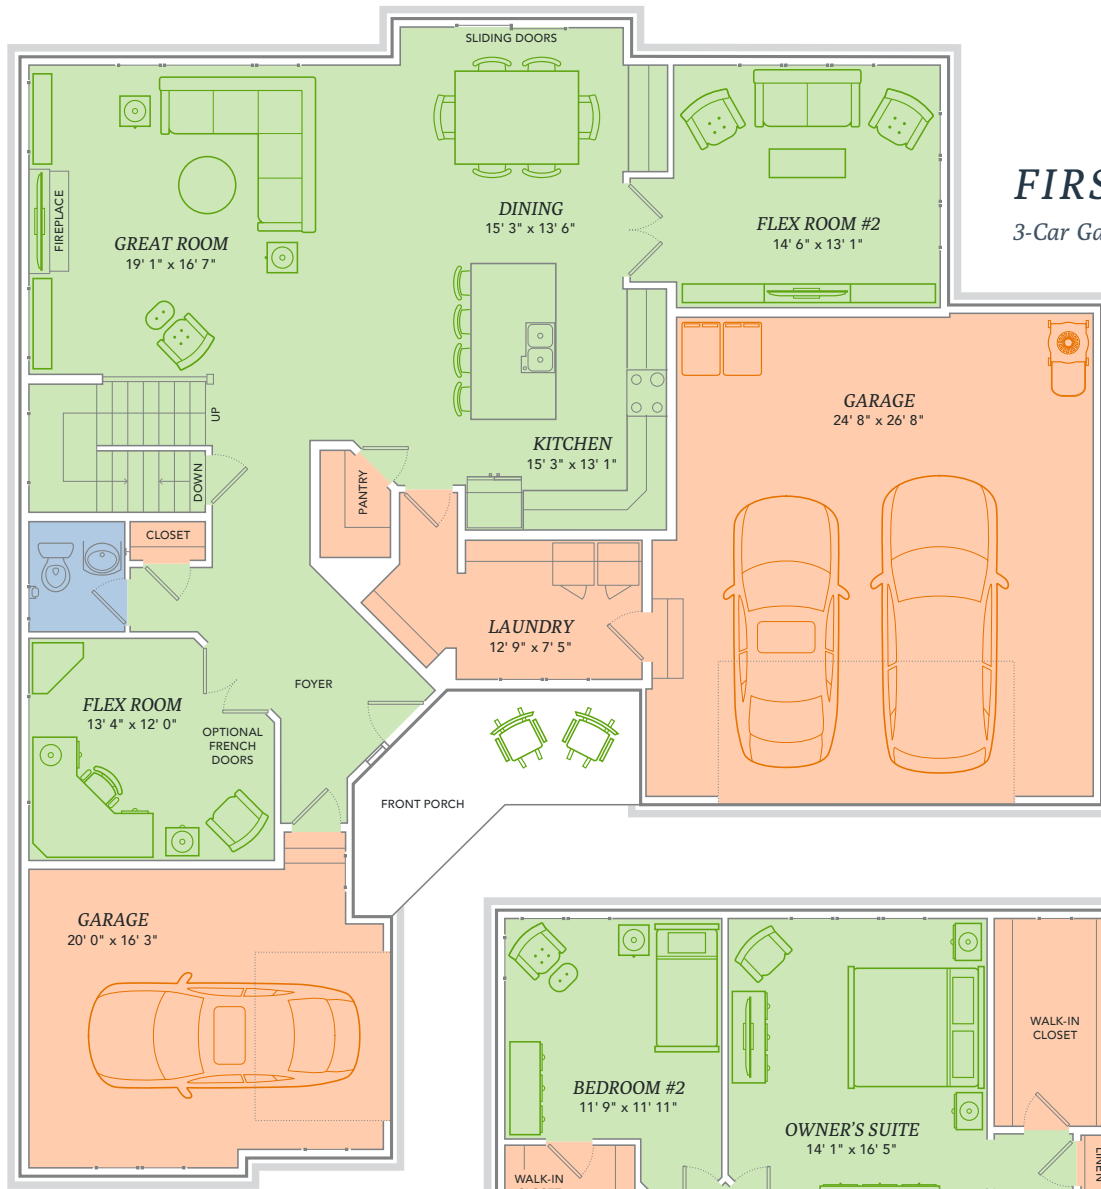 SLIDING DOORS
FIRS
3-Car Ga
FIREPLACE
GREAT ROOM
19' 1" x 16' 7"
DINING
15' 3" x 13' 6"
FLEX ROOM #2
14' 6" x 13' 1"
GARAGE
24' 8" x 26' 8"
UP
DOWN
KITCHEN
15' 3" x 13' 1"
PANTRY
CLOSET
LAUNDRY
12' 9" x 7' 5"
FOYER
FLEX ROOM
13' 4" x 12' 0"
OPTIONAL
FRENCH
DOORS
FRONT PORCH
GARAGE
20' 0" x 16' 3"
WALK-IN
CLOSET
BEDROOM #2
11' 9" x 11' 11"
OWNER'S SUITE
14' 1" x 16' 5"
LINEN
WALK-IN